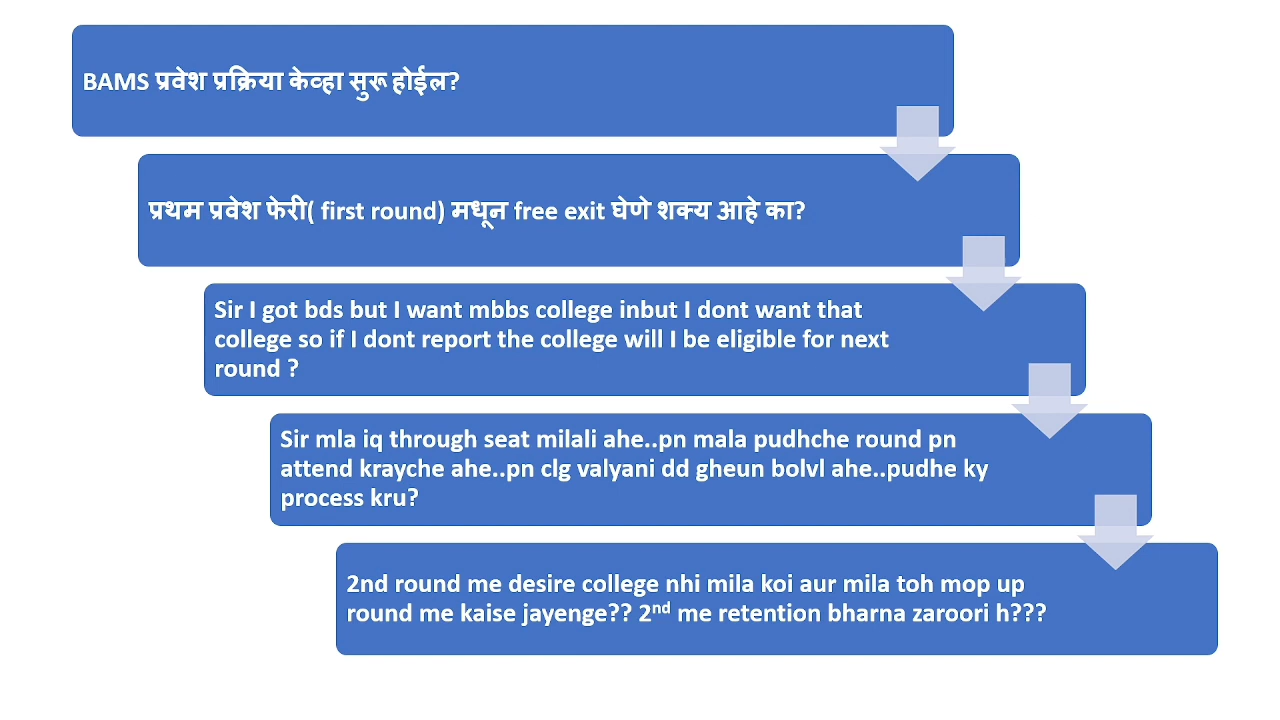 BAMS प्रवेश प्रक्रिया केव्हा सुरू होईल?
प्रथम प्रवेश फेरी( first round) मधून free exit घेणे शक्य आहे का?
Sir I got bds but I want mbbs college inbut I dont want that
college so if I dont report the college will I be eligible for next
round ?
Sir mla iq through seat milali ahe..pn mala pudhche round pn
attend krayche ahe..pn clg valyani dd gheun bolvl ahe..pudhe ky
process kru?
2nd round me desire college nhi mila koi aur mila toh mop up
round me kaise jayenge?? 2nd me retention bharna zaroori h???